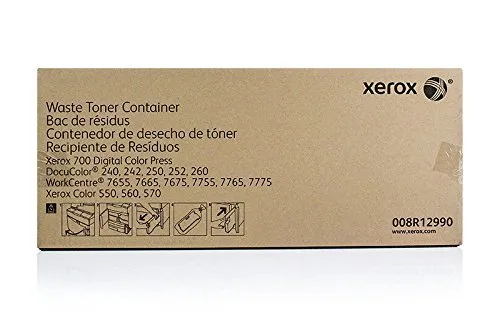 xerox ®
Waste Toner Container
Bac de résidus
Contenedor de desecho de tóner
Recipiente de Resíduos
Xerox 700 Digital Color Press
DocuColor® 240, 242, 250, 252, 260
WorkCentre® 7655, 7665, 7675, 7755, 7765, 7775
Xerox Color 550, 560, 570
008R12990
www.xerox.com